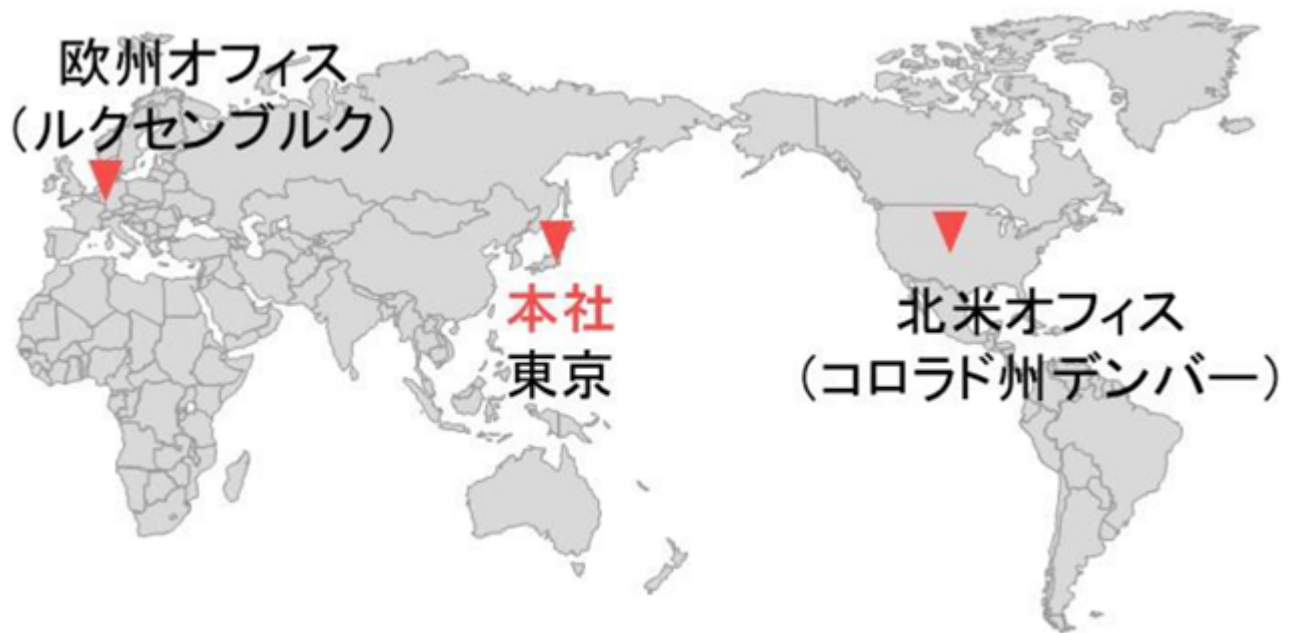 欧州オフィス
（ルクセンブルク）
本社
東京
北米オフィス
（コロラド州デンバー）